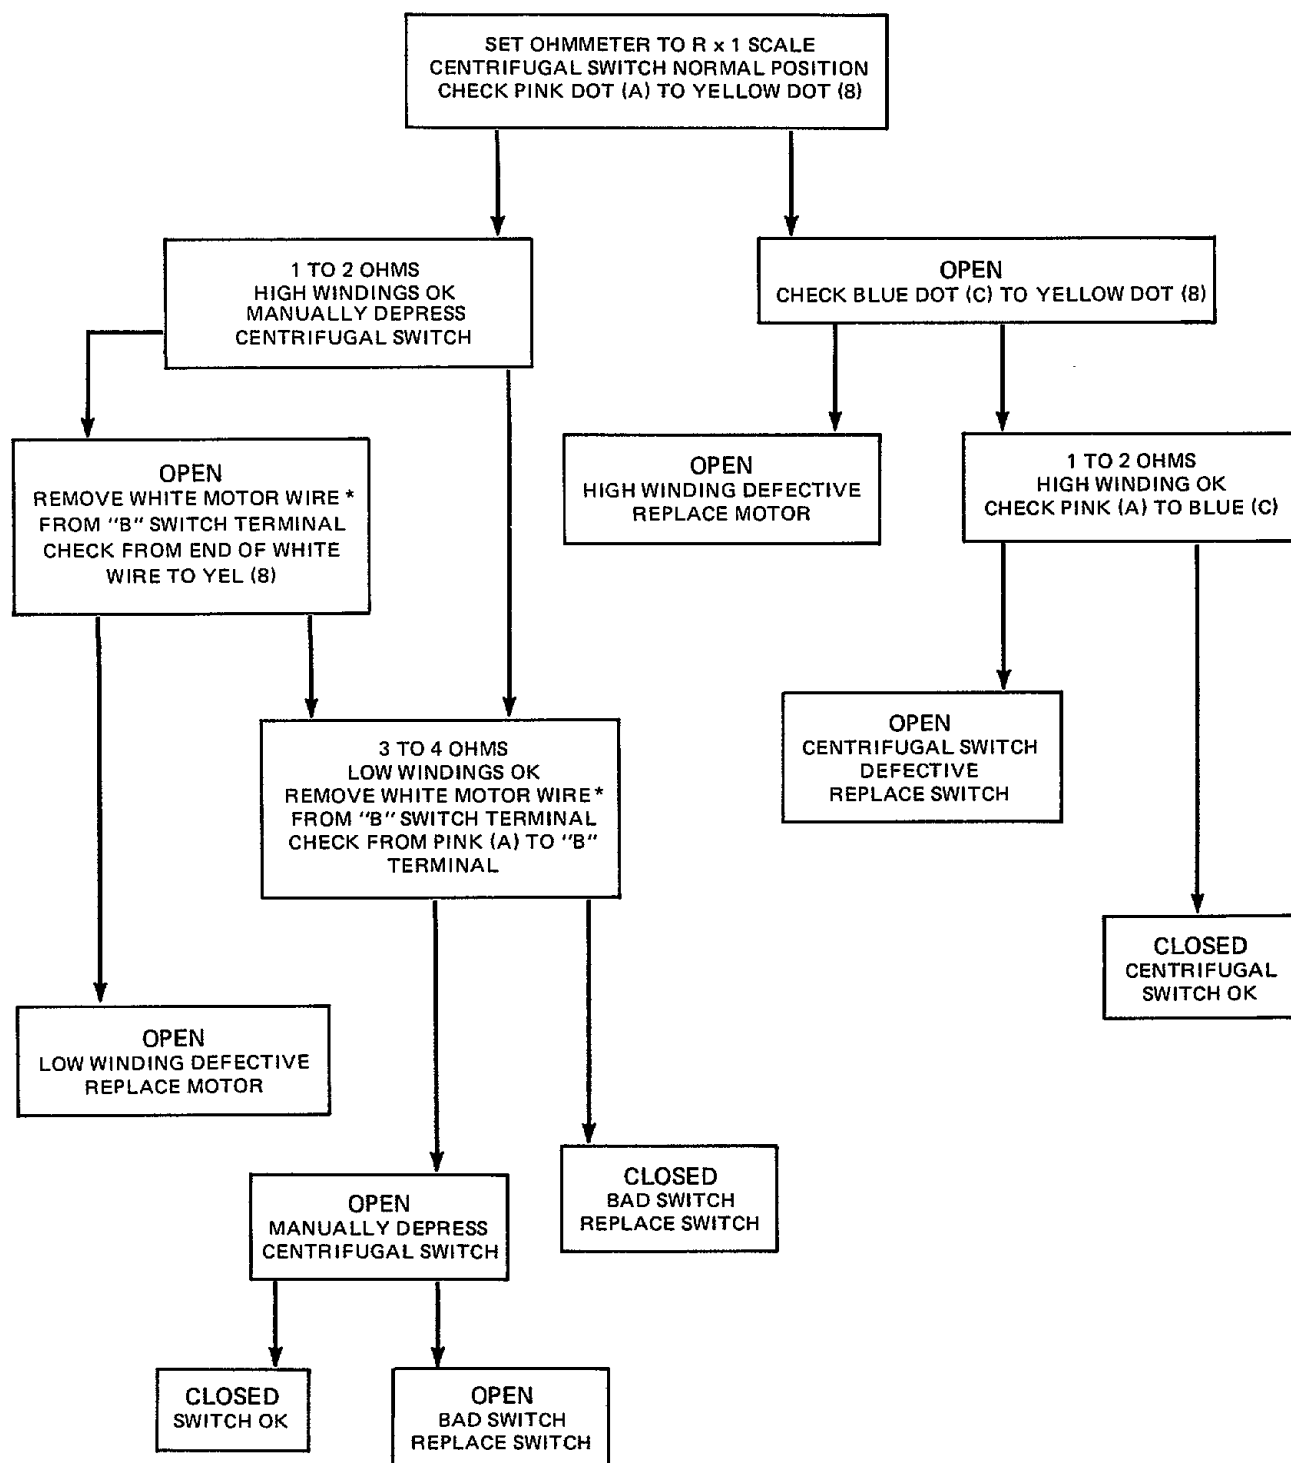 SET OHMMETER TO R x 1 SCALE
CENTRIFUGAL SWITCH NORMAL POSITION
CHECK PINK DOT (A) TO YELLOW DOT (8)
1 TO 2 OHMS
HIGH WINDINGS OK
MANUALLY DEPRESS
CENTRIFUGAL SWITCH
OPEN
CHECK BLUE DOT (C) TO YELLOW DOT (8)
OPEN
REMOVE WHITE MOTOR WIRE *
FROM "B" SWITCH TERMINAL
CHECK FROM END OF WHITE
WIRE TO YEL (8)
OPEN
HIGH WINDING DEFECTIVE
REPLACE MOTOR
1 TO 2 OHMS
HIGH WINDING OK
CHECK PINK (A) TO BLUE (C)
3 TO 4 OHMS
LOW WINDINGS OK
REMOVE WHITE MOTOR WIRE *
FROM "B" SWITCH TERMINAL
CHECK FROM PINK (A) TO "B"
TERMINAL
OPEN
CENTRIFUGAL SWITCH
DEFECTIVE
REPLACE SWITCH
CLOSED
CENTRIFUGAL
SWITCH OK
OPEN
LOW WINDING DEFECTIVE
REPLACE MOTOR
OPEN
MANUALLY DEPRESS
CENTRIFUGAL SWITCH
CLOSED
BAD SWITCH
REPLACE SWITCH
CLOSED
SWITCH OK
OPEN
BAD SWITCH
REPLACE SWITCH